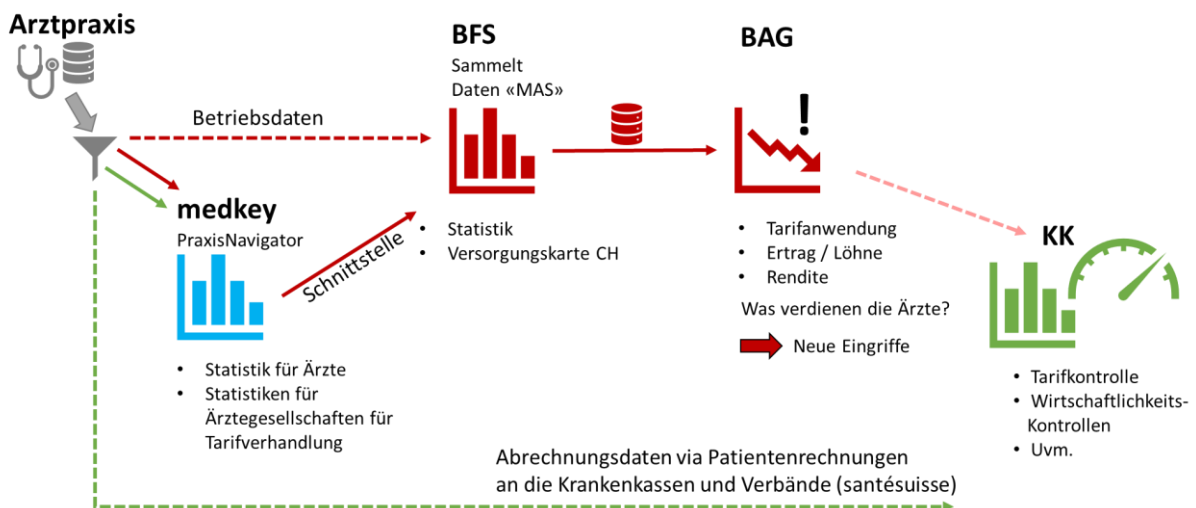 Arztpraxis
Betriebsdaten
medkey
PraxisNavigator
• Statistik für Ärzte
• Statistiken für
Ärztegesellschaften für
Tarifverhandlung
Schnittstelle
BFS
Sammelt
Daten «MAS»
• Statistik
• Versorgungskarte CH
BAG
!
• Tarifanwendung
• Ertrag / Löhne
• Rendite
Was verdienen die Ärzte?
Neue Eingriffe
KK
• Tarifkontrolle
• Wirtschaftlichkeits-
Kontrollen
• Uvm.
Abrechnungsdaten via Patientenrechnungen
an die Krankenkassen und Verbände (santésuisse)